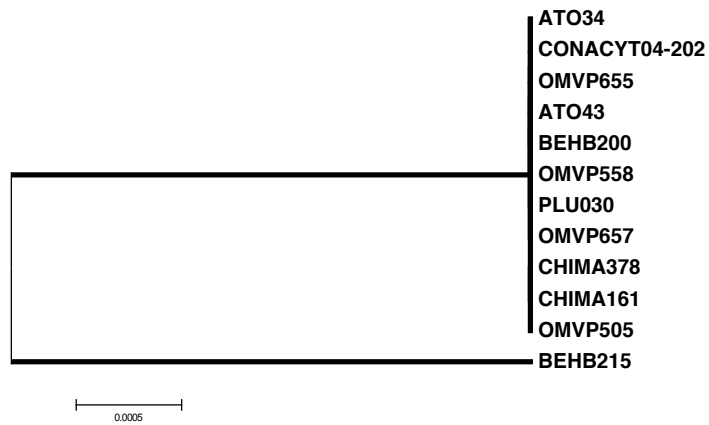 ATO34
CONACYT04-202
OMVP655
ATO43
BEHB200
OMVP558
PLU030
OMVP657
CHIMA378
CHIMA161
OMVP505
BEHB215
0.0005